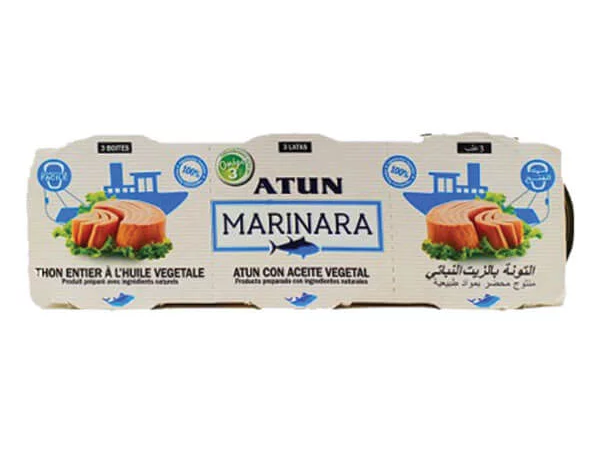 3 BOITES
3 LATAS
3 علب
FACILE
100%
Omega
3
100%
ATUN
MARINARA
THON ENTIER À L'HUILE VEGETALE
Produit préparé avec ingrédients naturels
ATUN CON ACEITE VEGETAL
Producto preparado con ingredientes naturales
التونة بالزيت النباتي
منتوج محضر بمواد طبيعية